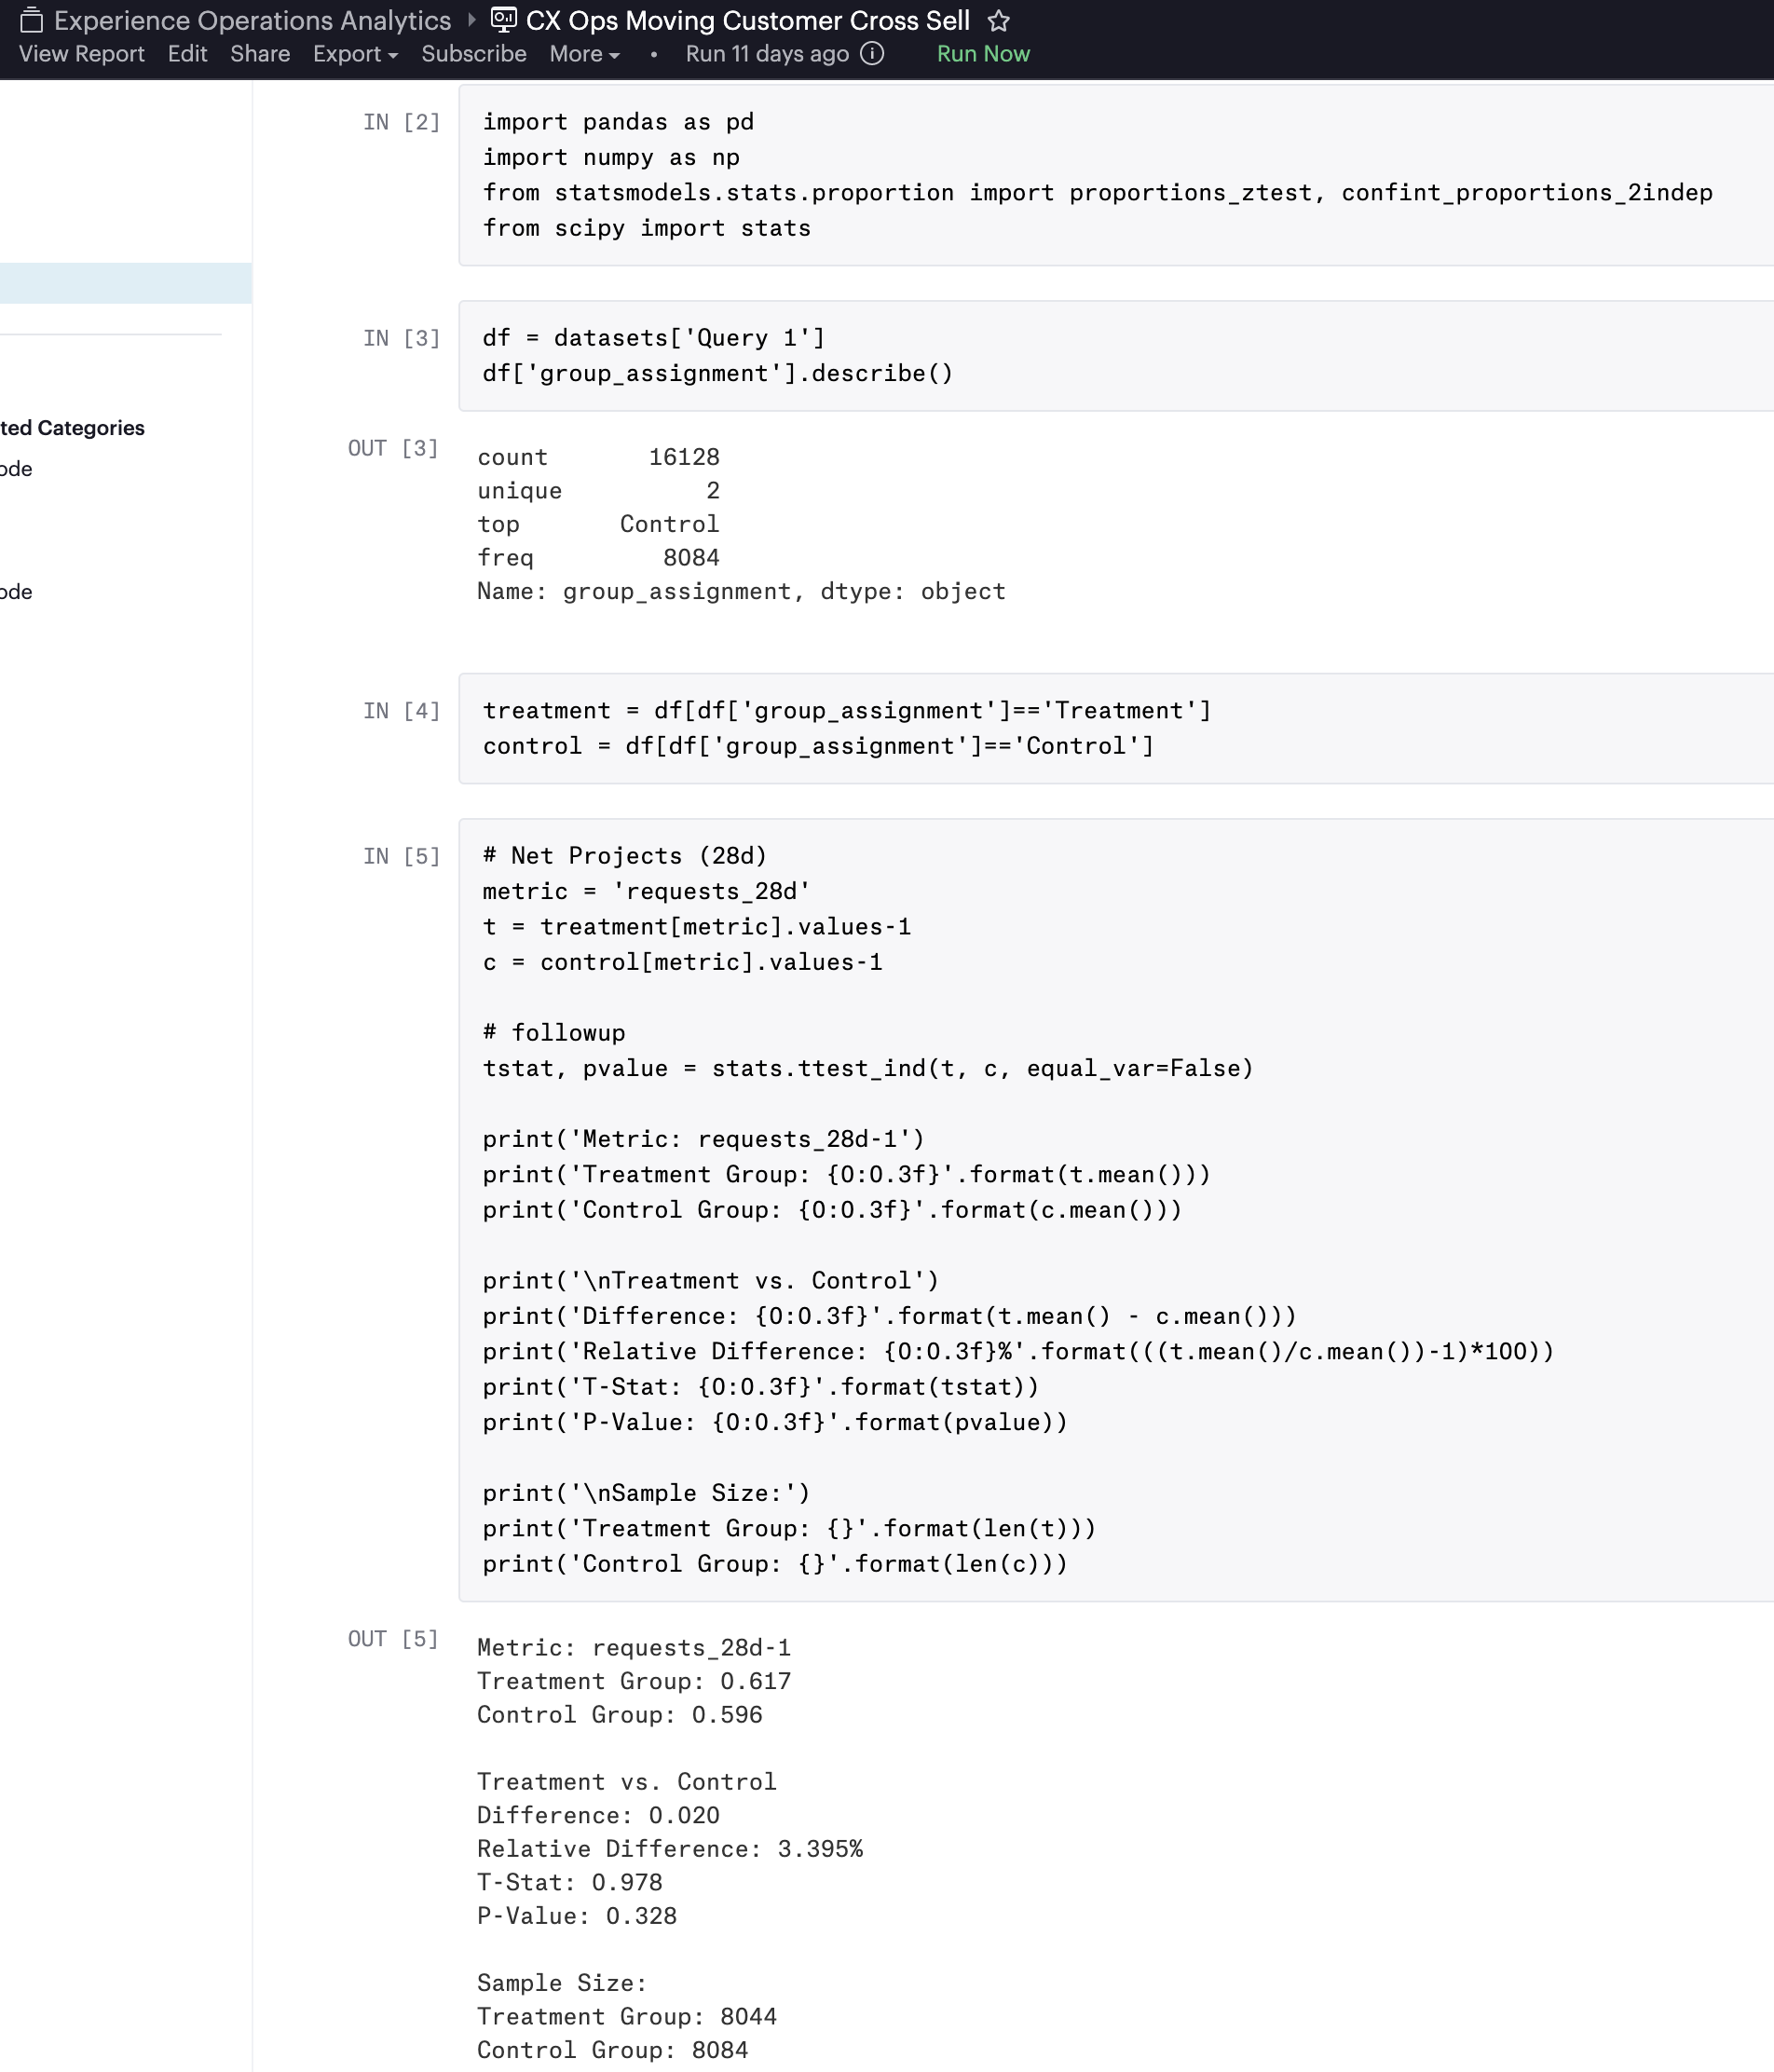 Experience Operations Analytics CX Ops Moving Customer Cross Sell
View Report Edit Share Export Subscribe More • Run 11 days ago Run Now
ted Categories
ode
ode
IN [2]
import pandas as pd
import numpy as np
from statsmodels.stats.proportion import proportions_ztest, confint_proportions_2indep
from scipy import stats
IN [3]
df = datasets['Query 1']
df['group_assignment'].describe()
OUT [3]
count 16128
unique 2
top Control
freq 8084
Name: group_assignment, dtype: object
IN [4]
treatment = df[df['group_assignment']=='Treatment']
control = df[df['group_assignment']=='Control']
IN [5]
# Net Projects (28d)
metric = 'requests_28d'
t = treatment[metric].values-1
c = control[metric].values-1
# followup
tstat, pvalue = stats.ttest_ind(t, c, equal_var=False)
print('Metric: requests_28d-1')
print('Treatment Group: {0:0.3f}'.format(t.mean()))
print('Control Group: {0:0.3f}'.format(c.mean()))
print('\nTreatment vs. Control')
print('Difference: {0:0.3f}'.format(t.mean() - c.mean()))
print('Relative Difference: {0:0.3f}%'.format(((t.mean()/c.mean())-1)*100))
print('T-Stat: {0:0.3f}'.format(tstat))
print('P-Value: {0:0.3f}'.format(pvalue))
print('\nSample Size:')
print('Treatment Group: {}'.format(len(t)))
print('Control Group: {}'.format(len(c)))
OUT [5]
Metric: requests_28d-1
Treatment Group: 0.617
Control Group: 0.596
Treatment vs. Control
Difference: 0.020
Relative Difference: 3.395%
T-Stat: 0.978
P-Value: 0.328
Sample Size:
Treatment Group: 8044
Control Group: 8084